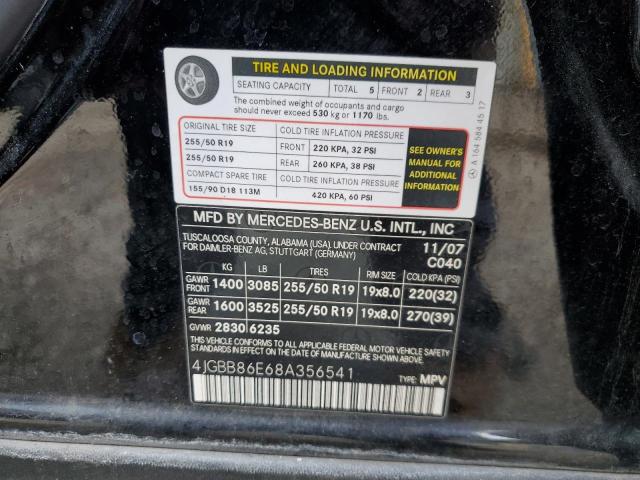 TIRE AND LOADING INFORMATION
SEATING CAPACITY TOTAL 5 FRONT 2 REAR 3
The combined weight of occupants and cargo
should never exceed 530 kg or 1170 lbs.
ORIGINAL TIRE SIZE COLD TIRE INFLATION PRESSURE
255/50 R19 FRONT 220 KPA, 32 PSI
255/50 R19 REAR 260 KPA, 38 PSI
COMPACT SPARE TIRE COLD TIRE INFLATION PRESSURE
155/90 D18 113M 420 KPA, 60 PSI
SEE OWNER'S
MANUAL FOR
ADDITIONAL
INFORMATION
A 164 584 45 17
MFD BY MERCEDES-BENZ U.S. INTL., INC
TUSCALOOSA COUNTY, ALABAMA (USA). UNDER CONTRACT 11/07
FOR DAIMLER-BENZ AG, STUTTGART (GERMANY) C040
KG LB TIRES RIM SIZE COLD KPA (PSI)
GAWR FRONT 1400 3085 255/50 R19 19x8.0 220(32)
GAWR REAR 1600 3525 255/50 R19 19x8.0 270(39)
GVWR 2830 6235
THIS VEHICLE CONFORMS TO ALL APPLICABLE FEDERAL MOTOR VEHICLE SAFETY
STANDARDS IN EFFECT ON THE DATE OF MANUFACTURE SHOWN ABOVE.
4JGBB86E68A356541 TYPE: MPV